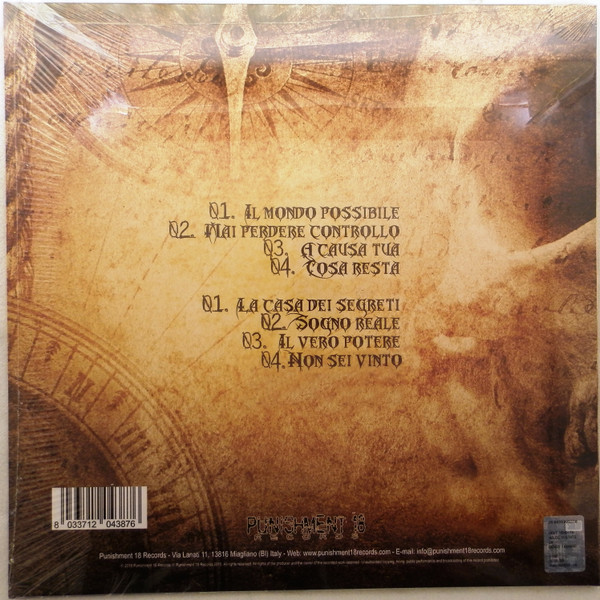 01. Il mondo possibile
02. Mai perdere controllo
03. A causa tua
04. Cosa resta
01. La casa dei segreti
02. Sogno reale
03. Il vero potere
04. Non sei vinto
8 033712 043876
PUNISHMENT 18
RECORDS
Punishment 18 Records - Via Lanati 11, 13816 Miagliano (BI) Italy - Web: www.punishment18records.com - E-mail: info@punishment18records.com